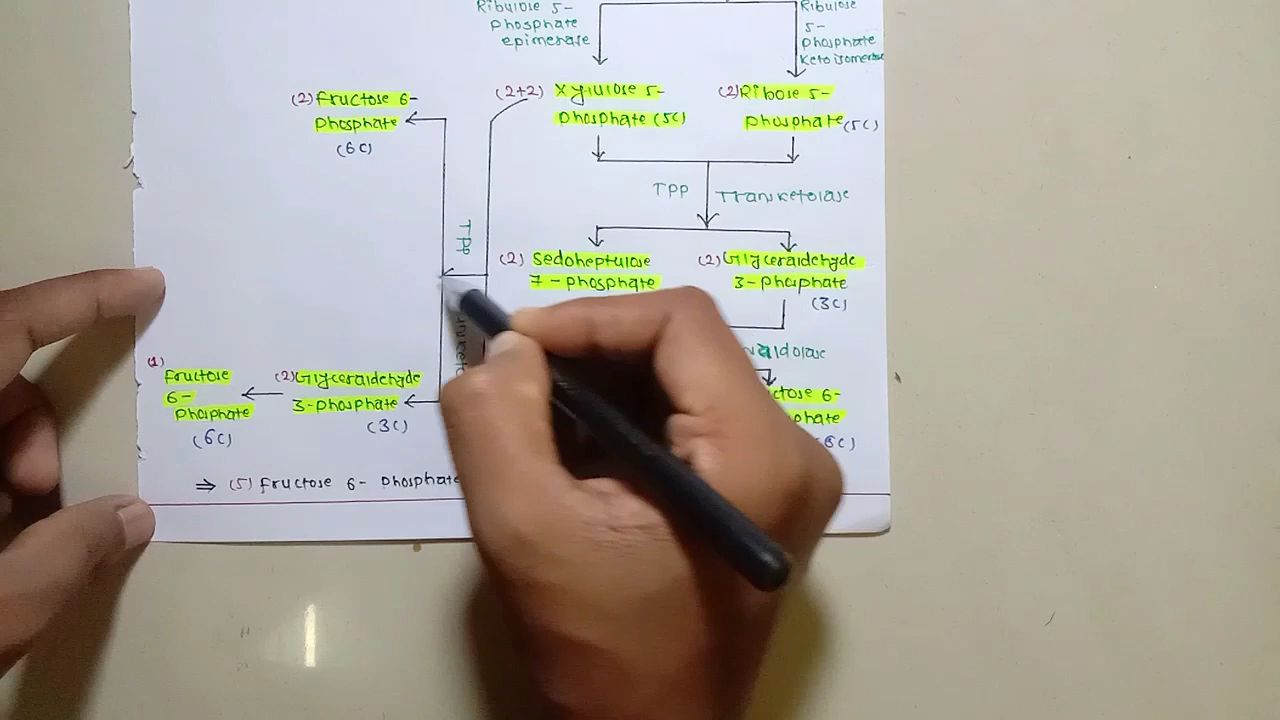 Ribulose 5-
Phosphate
epimerase
Ribulose
5-
Phosphate
Ketoisomerase
(2) Fructose 6-
Phosphate
(6C)
(2+2) Xylulose 5-
Phosphate (5C)
(2) Ribose 5-
Phosphate (5C)
TPP Transketolase
TPP
(2) Sedoheptulose
7-phosphate
(2) Glyceraldehyde
3-phosphate
(3C)
(1)
Fructose
6-
Phosphate
(6C)
(2) Glyceraldehyde
3-phosphate
(3C)
6-
⇒ (5) Fructose 6- Phosphate